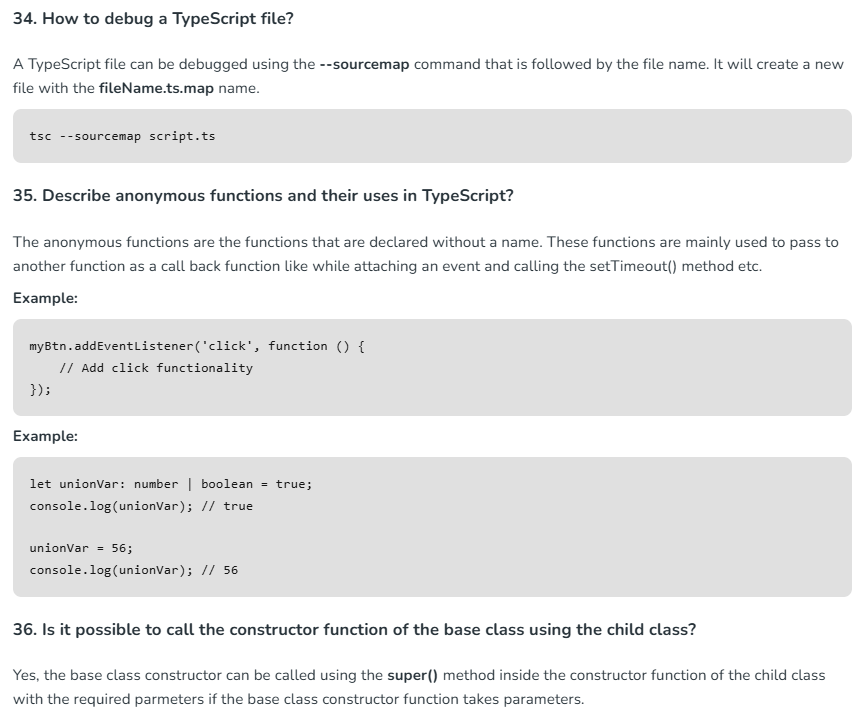 34. How to debug a TypeScript file?
A TypeScript file can be debugged using the --sourcemap command that is followed by the file name. It will create a new
file with the fileName.ts.map name.
tsc --sourcemap script.ts
35. Describe anonymous functions and their uses in TypeScript?
The anonymous functions are the functions that are declared without a name. These functions are mainly used to pass to
another function as a call back function like while attaching an event and calling the setTimeout() method etc.
Example:
myBtn.addEventListener('click', function () {
    // Add click functionality
});
Example:
let unionVar: number | boolean = true;
console.log(unionVar); // true
unionVar = 56;
console.log(unionVar); // 56
36. Is it possible to call the constructor function of the base class using the child class?
Yes, the base class constructor can be called using the super() method inside the constructor function of the child class
with the required parmeters if the base class constructor function takes parameters.